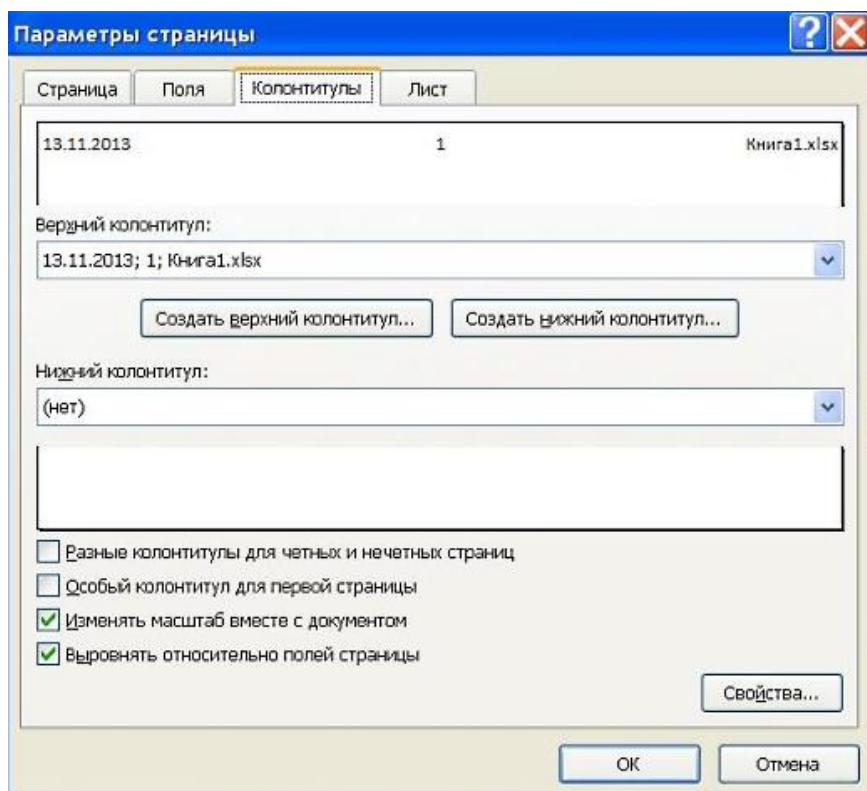 Параметры страницы
Страница Поля Колонтитулы Лист
13.11.2013 1 Книга1.xlsx
Верхний колонтитул:
13.11.2013; 1; Книга1.xlsx
Создать верхний колонтитул... Создать нижний колонтитул...
Нижний колонтитул:
(нет)
Разные колонтитулы для четных и нечетных страниц
Особый колонтитул для первой страницы
Изменять масштаб вместе с документом
Выровнять относительно полей страницы
Свойства...
ОК Отмена